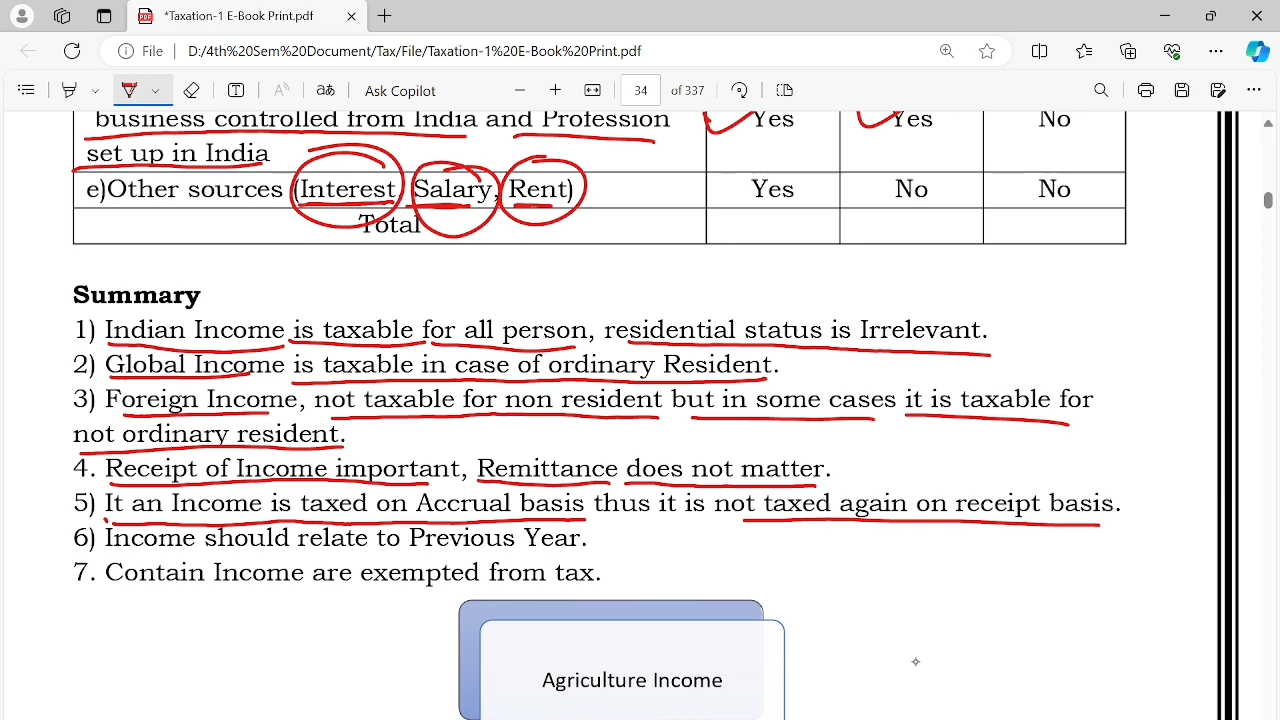 *Taxation-1 E-Book Print.pdf
File D:/4th%20Sem%20Document/Tax/File/Taxation-1%20E-Book%20Print.pdf
Ask Copilot 34 of 337
business controlled from India and Profession Yes Yes No
set up in India
e)Other sources (Interest, Salary, Rent) Yes No No
Total
Summary
1) Indian Income is taxable for all person, residential status is Irrelevant.
2) Global Income is taxable in case of ordinary Resident.
3) Foreign Income, not taxable for non resident but in some cases it is taxable for
not ordinary resident.
4. Receipt of Income important, Remittance does not matter.
5) It an Income is taxed on Accrual basis thus it is not taxed again on receipt basis.
6) Income should relate to Previous Year.
7. Contain Income are exempted from tax.
Agriculture Income